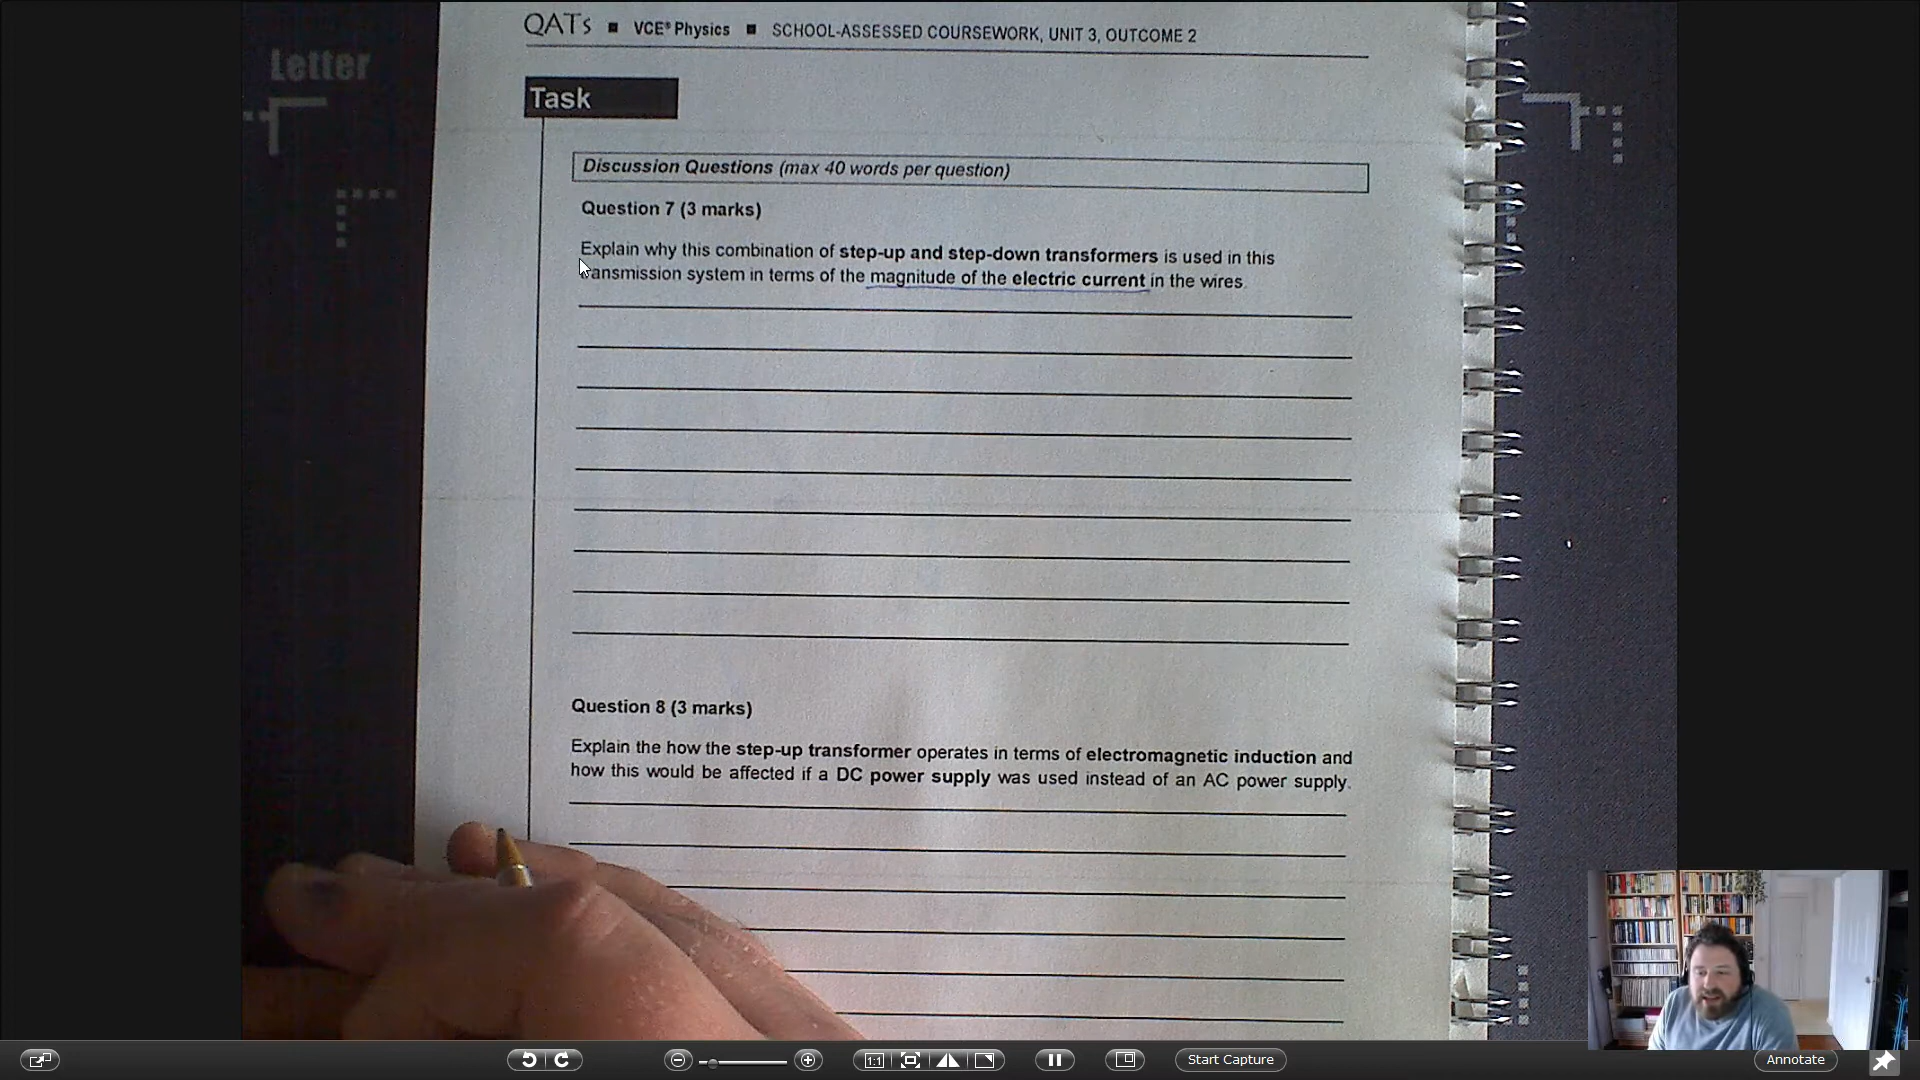 Letter
QATs ■ VCE® Physics ■ SCHOOL-ASSESSED COURSEWORK, UNIT 3, OUTCOME 2
Task
Discussion Questions (max 40 words per question)
Question 7 (3 marks)
Explain why this combination of step-up and step-down transformers is used in this
transmission system in terms of the magnitude of the electric current in the wires.
Question 8 (3 marks)
Explain the how the step-up transformer operates in terms of electromagnetic induction and
how this would be affected if a DC power supply was used instead of an AC power supply.
1:1
Start Capture
Annotate